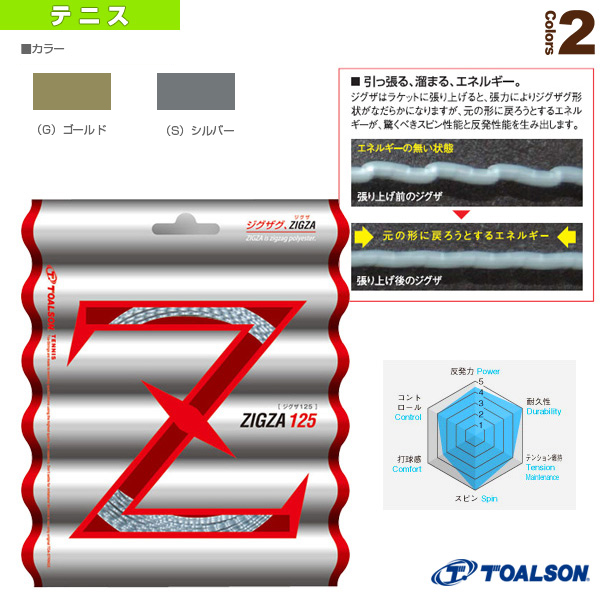 テニス
Colors 2
■カラー
（G）ゴールド
（S）シルバー
■ 引っ張る、溜まる、エネルギー。
ジグザはラケットに張り上げると、張力によりジグザグ形
状がなだらかになりますが、元の形に戻ろうとするエネル
ギーが、驚くべきスピン性能と反発性能を生み出します。
エネルギーの無い状態
張り上げ前のジグザ
元の形に戻ろうとするエネルギー
張り上げ後のジグザ
ジグザ
ジグザグ、ZIGZA
ZIGZA is zigzag polyester.
TOALSON TENNIS
［ジグザ125］
ZIGZA 125
反発力 Power
5
4
3
2
1
耐久性
Durability
テンション維持
Tension
Maintenance
スピン Spin
打球感
Comfort
コント
ロール
Control
TOALSON